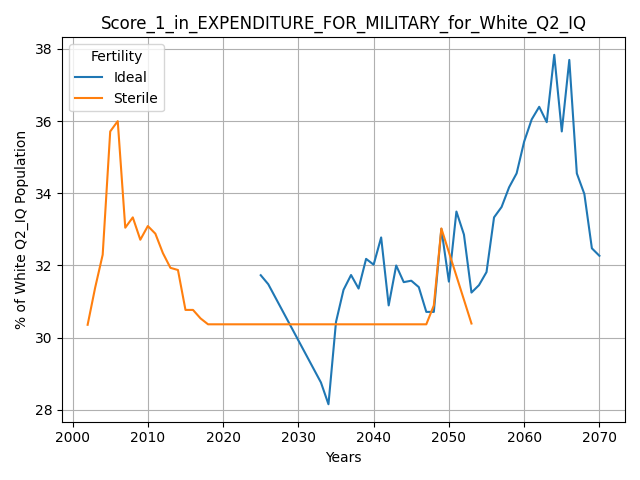 Score_1_in_EXPENDITURE_FOR_MILITARY_for_White_Q2_IQ
Fertility
Ideal
Sterile
% of White Q2_IQ Population
38
36
34
32
30
28
2000
2010
2020
2030
2040
2050
2060
2070
Years